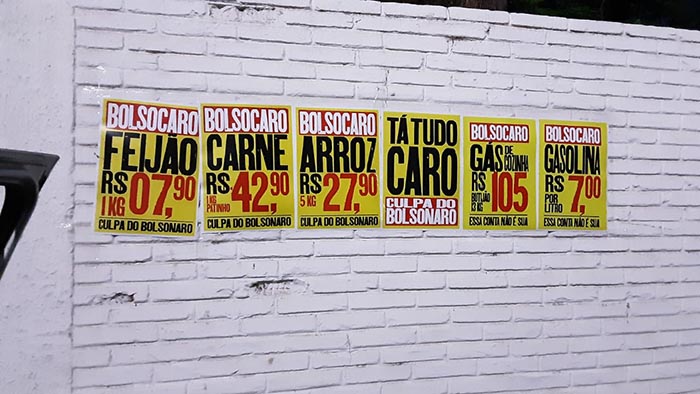 BOLSOCARO
FEIJÃO
R$ 07,90
1 KG
CULPA DO BOLSONARO
BOLSOCARO
CARNE
R$ 42,90
1 KG
PATINHO
CULPA DO BOLSONARO
BOLSOCARO
ARROZ
R$ 27,90
5 KG
CULPA DO BOLSONARO
TÁ TUDO
CARO
CULPA DO
BOLSONARO
BOLSOCARO
GÁS DE COZINHA
R$ 105
BOTIJÃO
13 KG
ESSA CONTA NÃO É SUA
BOLSOCARO
GASOLINA
R$ 7,00
POR
LITRO
ESSA CONTA NÃO É SUA